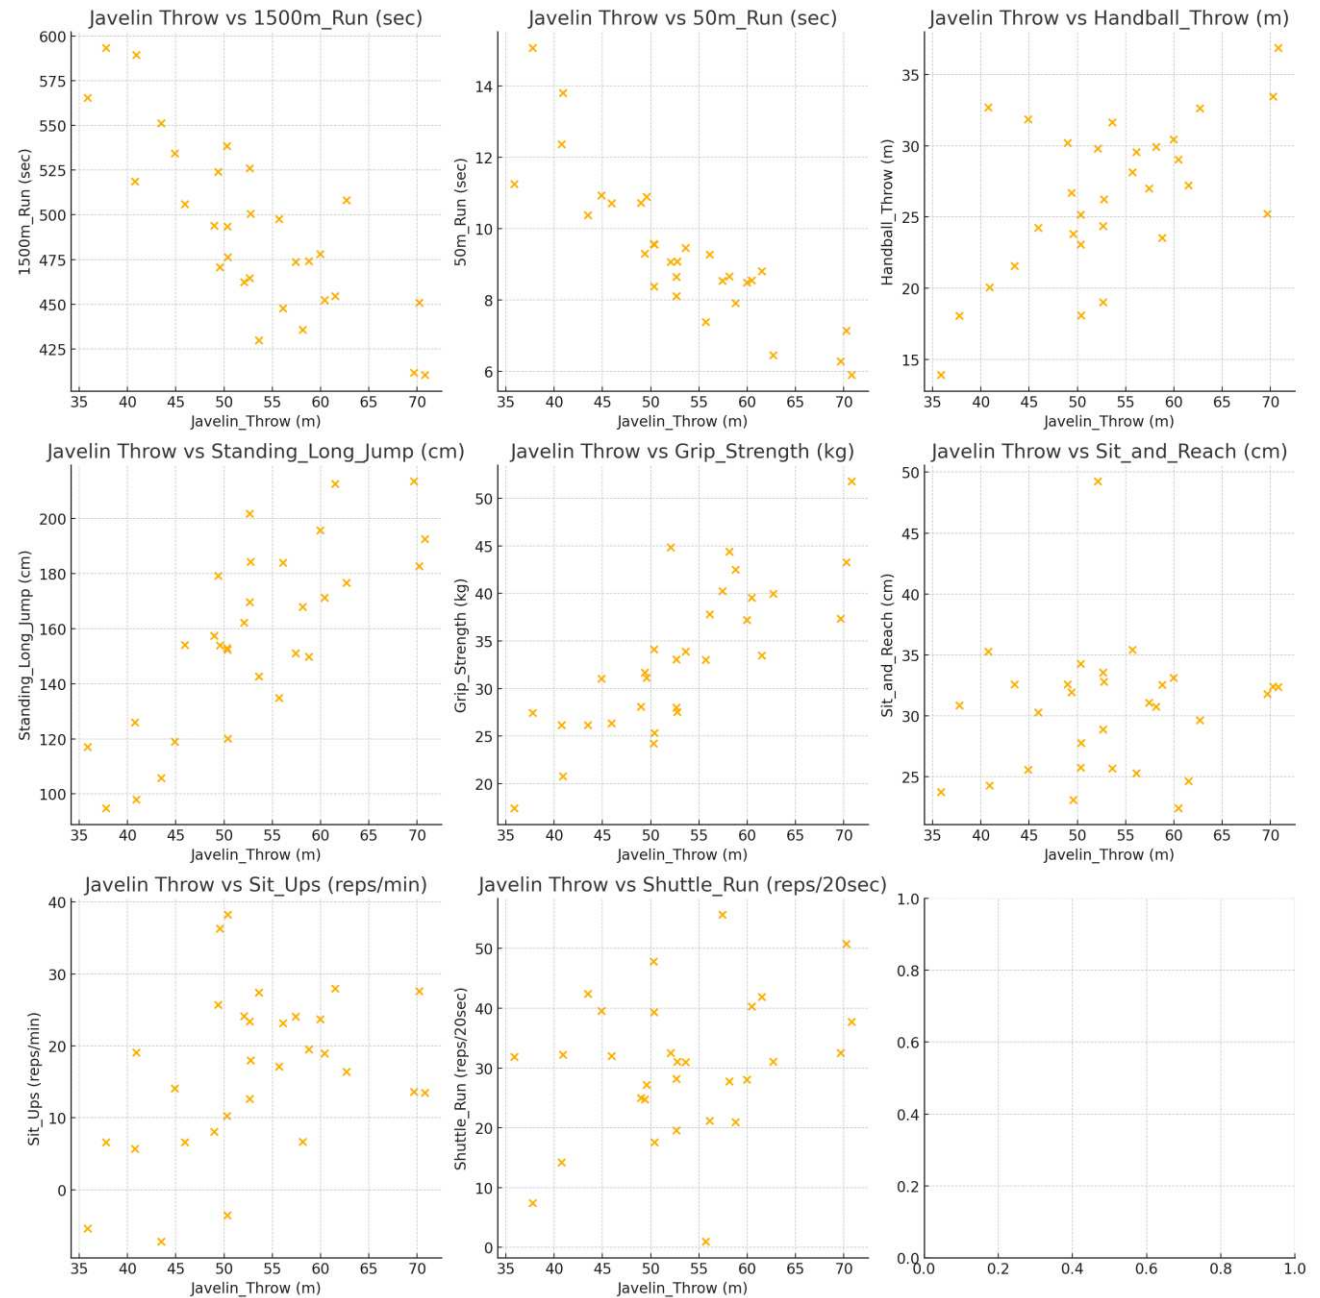 Javelin Throw vs 1500m_Run (sec)
600
575
550
525
500
475
450
425
1500m_Run (sec)
35 40 45 50 55 60 65 70
Javelin_Throw (m)
Javelin Throw vs 50m_Run (sec)
14
12
10
8
6
50m_Run (sec)
35 40 45 50 55 60 65 70
Javelin_Throw (m)
Javelin Throw vs Handball_Throw (m)
35
30
25
20
15
Handball_Throw (m)
35 40 45 50 55 60 65 70
Javelin_Throw (m)
Javelin Throw vs Standing_Long_Jump (cm)
200
180
160
140
120
100
Standing_Long_Jump (cm)
35 40 45 50 55 60 65 70
Javelin_Throw (m)
Javelin Throw vs Grip_Strength (kg)
50
45
40
35
30
25
20
Grip_Strength (kg)
35 40 45 50 55 60 65 70
Javelin_Throw (m)
Javelin Throw vs Sit_and_Reach (cm)
50
45
40
35
30
25
Sit_and_Reach (cm)
35 40 45 50 55 60 65 70
Javelin_Throw (m)
Javelin Throw vs Sit_Ups (reps/min)
40
30
20
10
0
Sit_Ups (reps/min)
35 40 45 50 55 60 65 70
Javelin_Throw (m)
Javelin Throw vs Shuttle_Run (reps/20sec)
50
40
30
20
10
0
Shuttle_Run (reps/20sec)
35 40 45 50 55 60 65 70
Javelin_Throw (m)
1.0
0.8
0.6
0.4
0.2
0.0
0.0 0.2 0.4 0.6 0.8 1.0